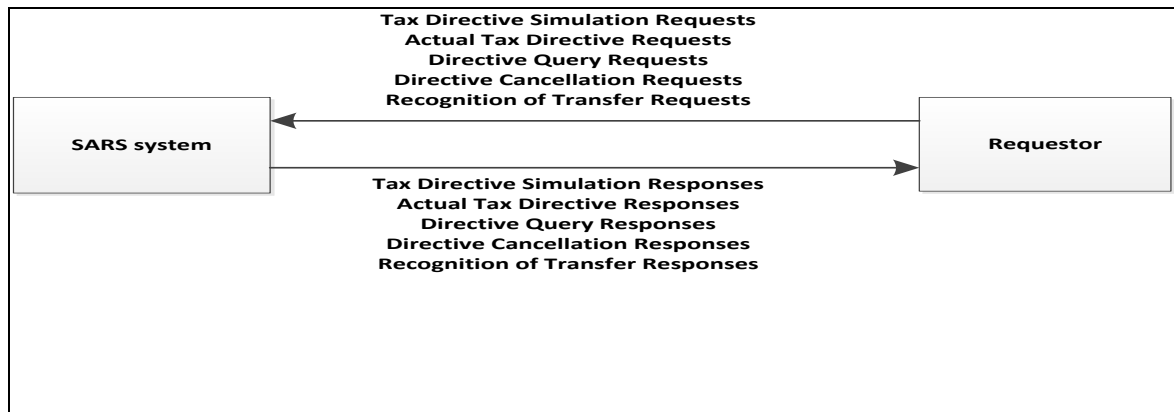 Tax Directive Simulation Requests
Actual Tax Directive Requests
Directive Query Requests
Directive Cancellation Requests
Recognition of Transfer Requests
SARS system
Requestor
Tax Directive Simulation Responses
Actual Tax Directive Responses
Directive Query Responses
Directive Cancellation Responses
Recognition of Transfer Responses